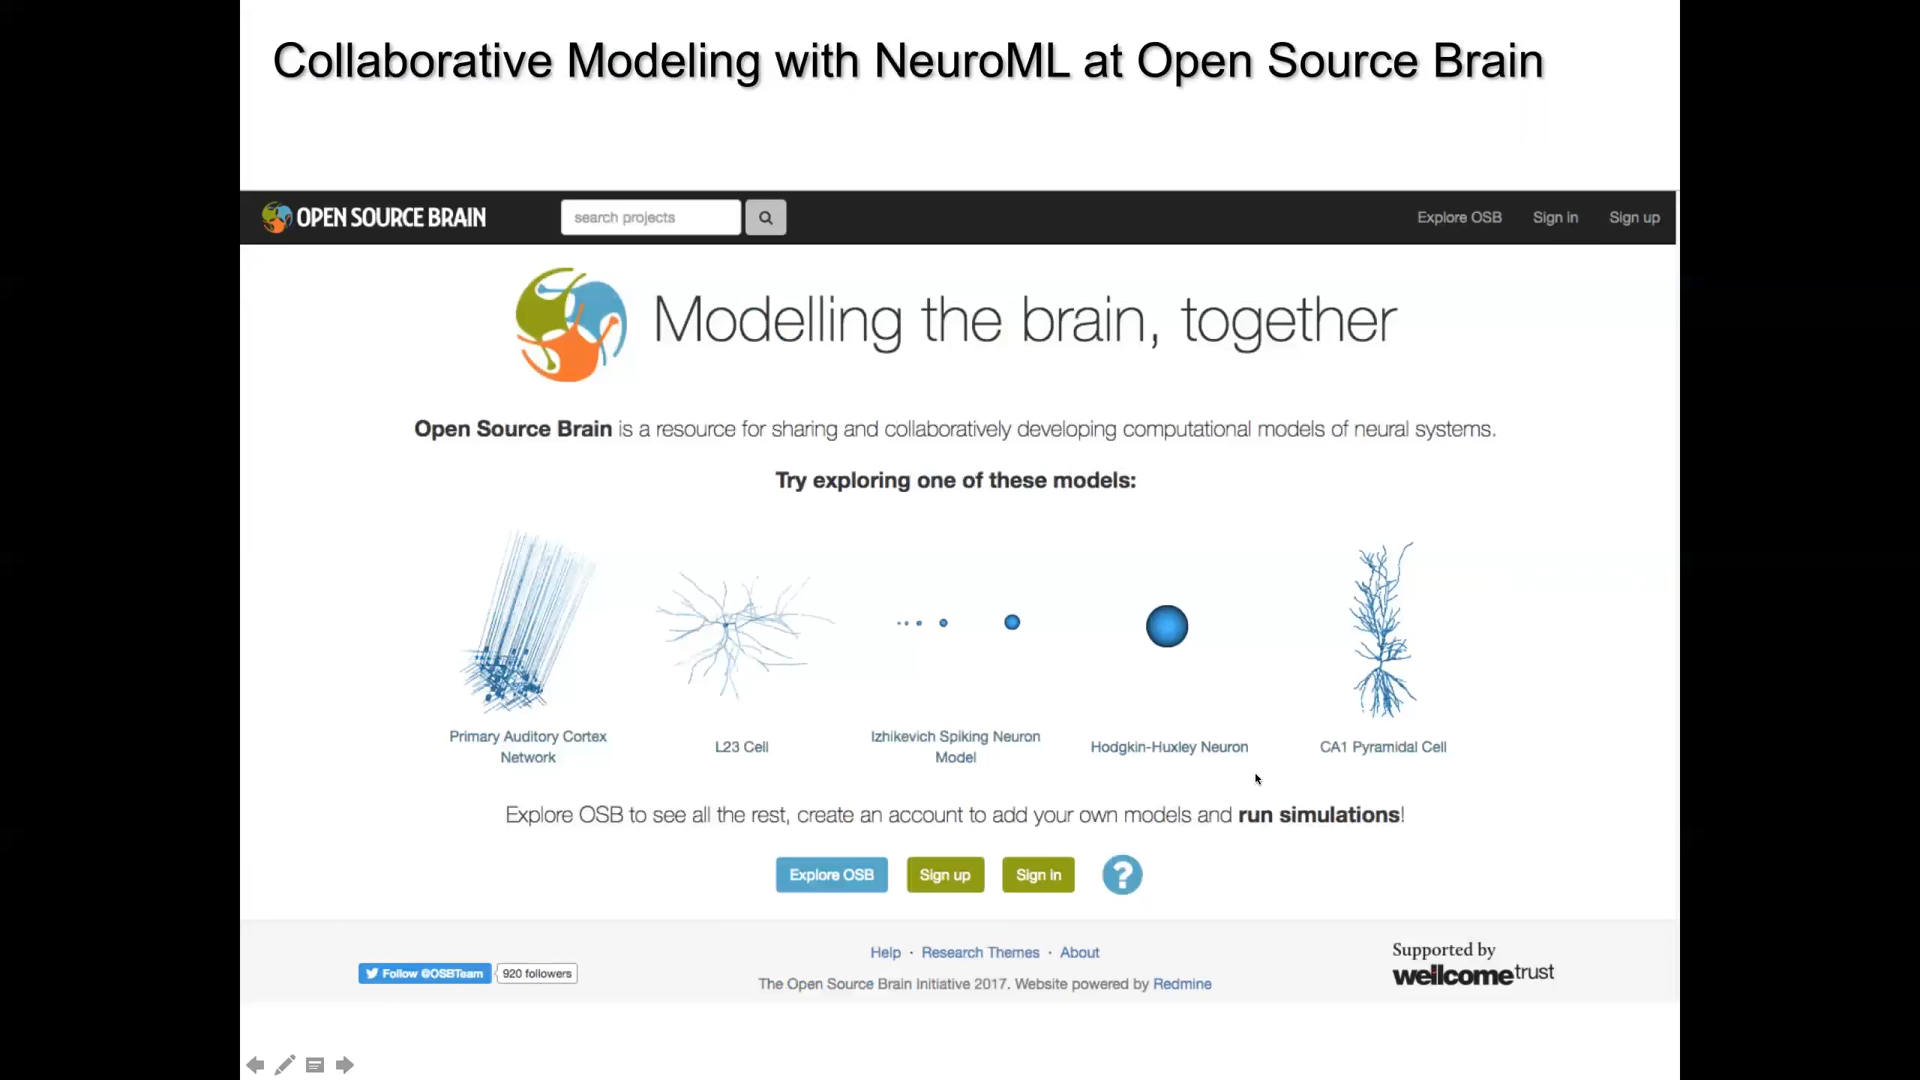 Collaborative Modeling with NeuroML at Open Source Brain
OPEN SOURCE BRAIN
search projects
Explore OSB
Sign in
Sign up
Modelling the brain, together
Open Source Brain is a resource for sharing and collaboratively developing computational models of neural systems.
Try exploring one of these models:
Primary Auditory Cortex
Network
L23 Cell
Izhikevich Spiking Neuron
Model
Hodgkin-Huxley Neuron
CA1 Pyramidal Cell
Explore OSB to see all the rest, create an account to add your own models and run simulations!
Explore OSB
Sign up
Sign in
?
Help · Research Themes · About
Follow @OSBTeam
920 followers
The Open Source Brain Initiative 2017. Website powered by Redmine
Supported by
wellcometrust